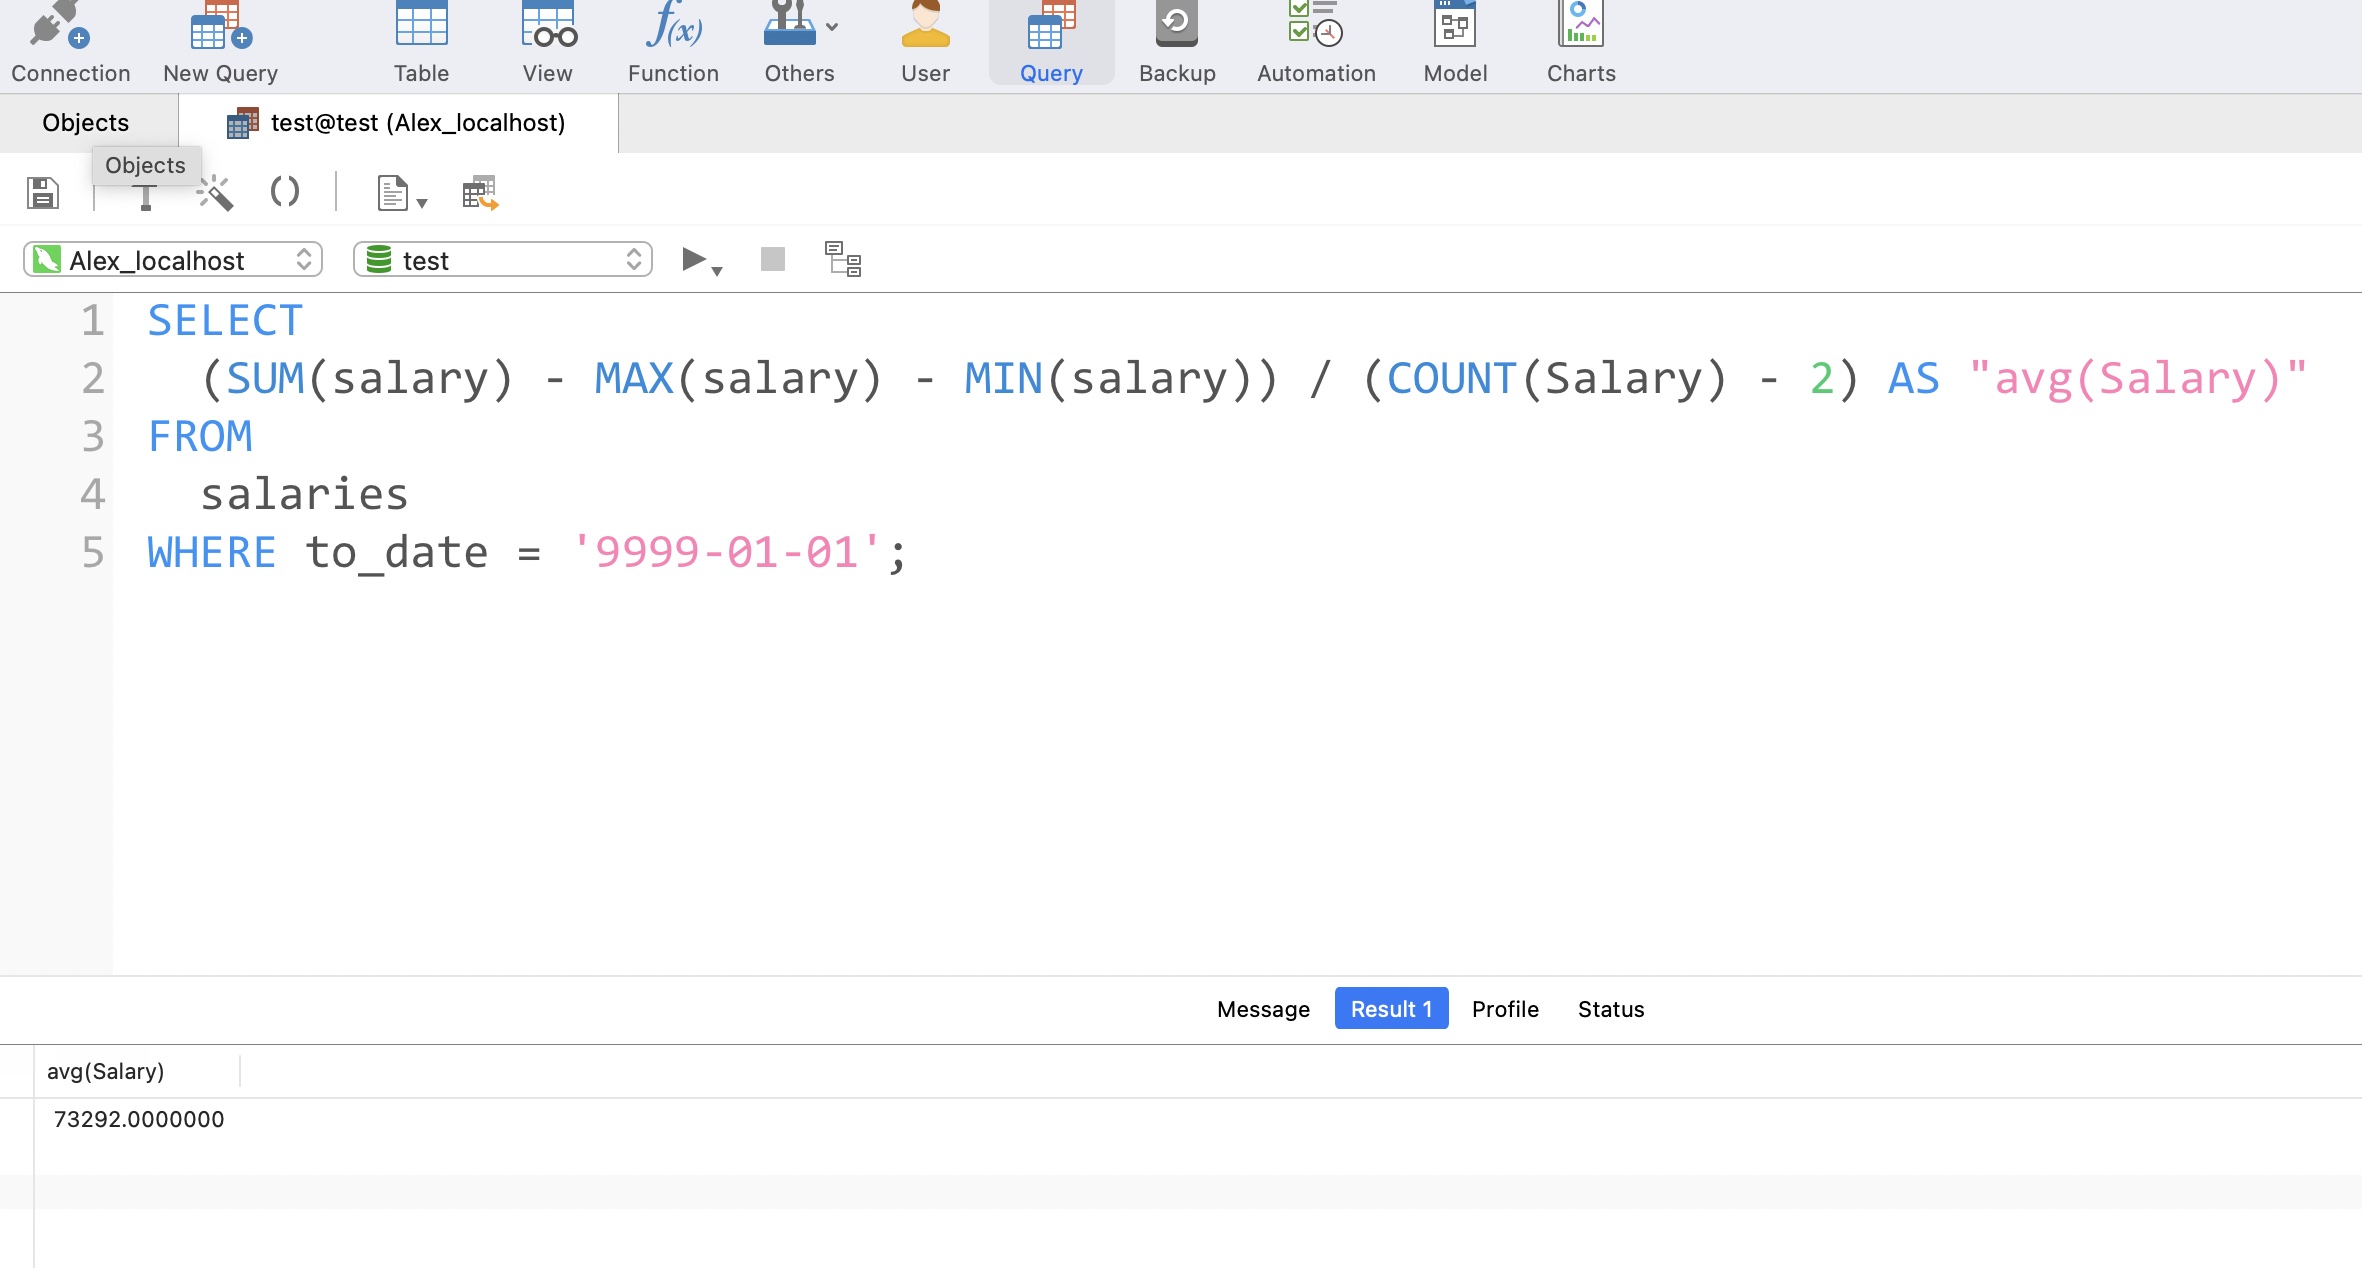 Connection New Query Table View Function Others User Query Backup Automation Model Charts
Objects test@test (Alex_localhost)
Objects
Alex_localhost test
1 SELECT
2 (SUM(salary) - MAX(salary) - MIN(salary)) / (COUNT(Salary) - 2) AS "avg(Salary)"
3 FROM
4 salaries
5 WHERE to_date = '9999-01-01';
Message Result 1 Profile Status
avg(Salary)
73292.0000000